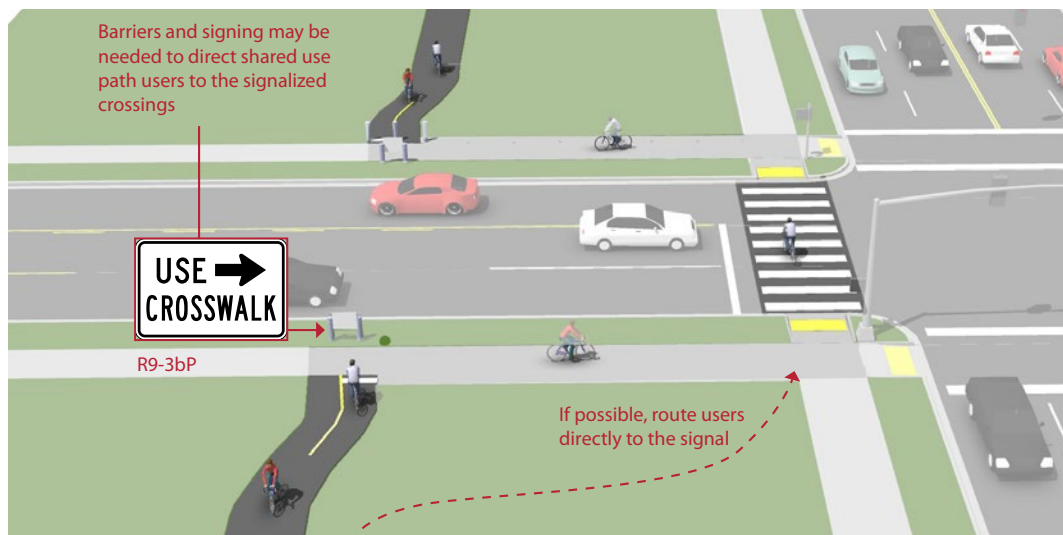 Barriers and signing may be
needed to direct shared use
path users to the signalized
crossings
USE
CROSSWALK
R9-3bP
If possible, route users
directly to the signal